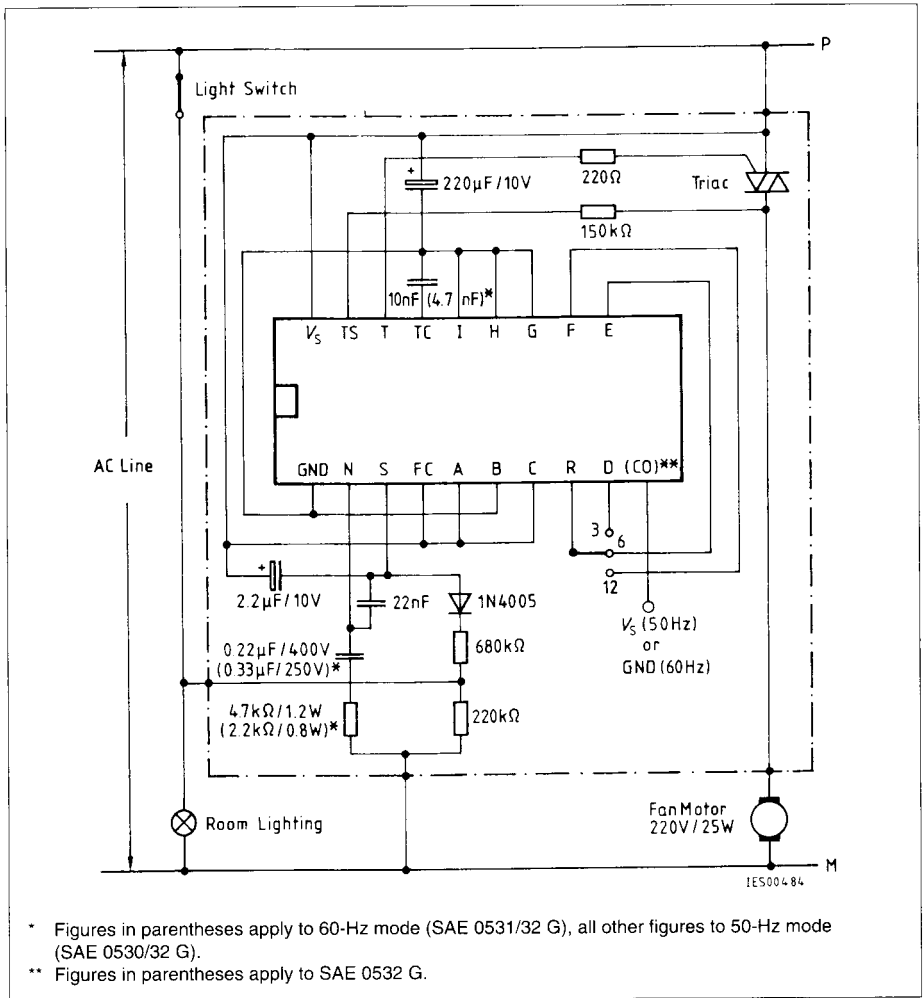 P
Light Switch
+
220µF/10V
220Ω
Triac
150kΩ
10nF (4.7 nF)*
VS TS T TC I H G F E
AC Line
GND N S FC A B C R D (CO)**
3
6
12
+
2.2µF/10V
22nF
1N4005
VS (50Hz)
or
GND (60Hz)
0.22µF/400V
(0.33µF/250V)*
680kΩ
4.7kΩ/1.2W
(2.2kΩ/0.8W)*
220kΩ
Room Lighting
Fan Motor
220V/25W
M
IES00484
* Figures in parentheses apply to 60-Hz mode (SAE 0531/32 G), all other figures to 50-Hz mode
(SAE 0530/32 G).
** Figures in parentheses apply to SAE 0532 G.